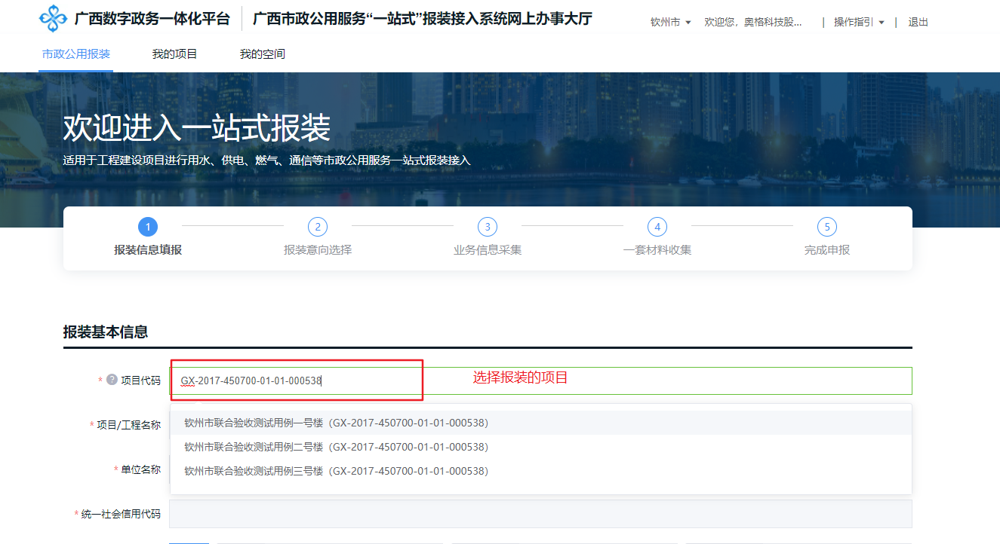 广西数字政务一体化平台 广西市政公用服务“一站式”报装接入系统网上办事大厅 钦州市 欢迎您，奥格科技股... | 操作指引 | 退出
市政公用报装 我的项目 我的空间
欢迎进入一站式报装
适用于工程建设项目进行用水、供电、燃气、通信等市政公用服务一站式报装接入
1 2 3 4 5
报装信息填报 报装意向选择 业务信息采集 一套材料收集 完成申报
报装基本信息
* ? 项目代码 GX-2017-450700-01-01-000538 选择报装的项目
* 项目/工程名称 钦州市联合验收测试用例一号楼（GX-2017-450700-01-01-000538）
钦州市联合验收测试用例二号楼（GX-2017-450700-01-01-000538）
* 单位名称 钦州市联合验收测试用例三号楼（GX-2017-450700-01-01-000538）
* 统一社会信用代码